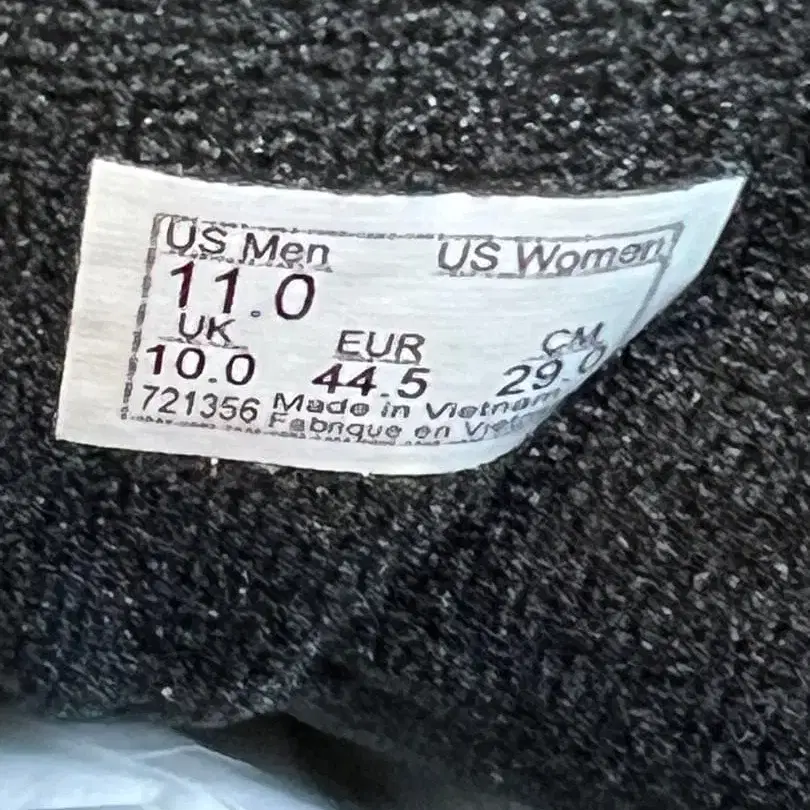 US Men US Women
11.0
UK EUR CM
10.0 44.5 29.0
721356 Made in Vietnam
Fabrique en